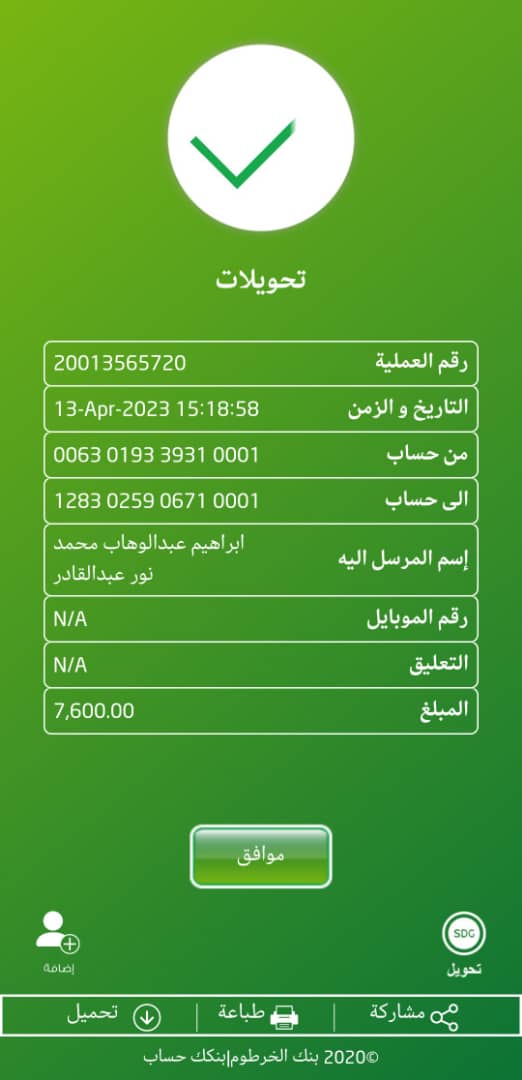 تحويلات
رقم العملية 20013565720
التاريخ و الزمن 13-Apr-2023 15:18:58
من حساب 0063 0193 3931 0001
الى حساب 1283 0259 0671 0001
إسم المرسل اليه ابراهيم عبدالوهاب محمد
نور عبدالقادر
رقم الموبايل N/A
التعليق N/A
المبلغ 7,600.00
موافق
SDG
تحويل إضافة
مشاركة طباعة تحميل
©2020 بنك الخرطوم|بنكك حساب